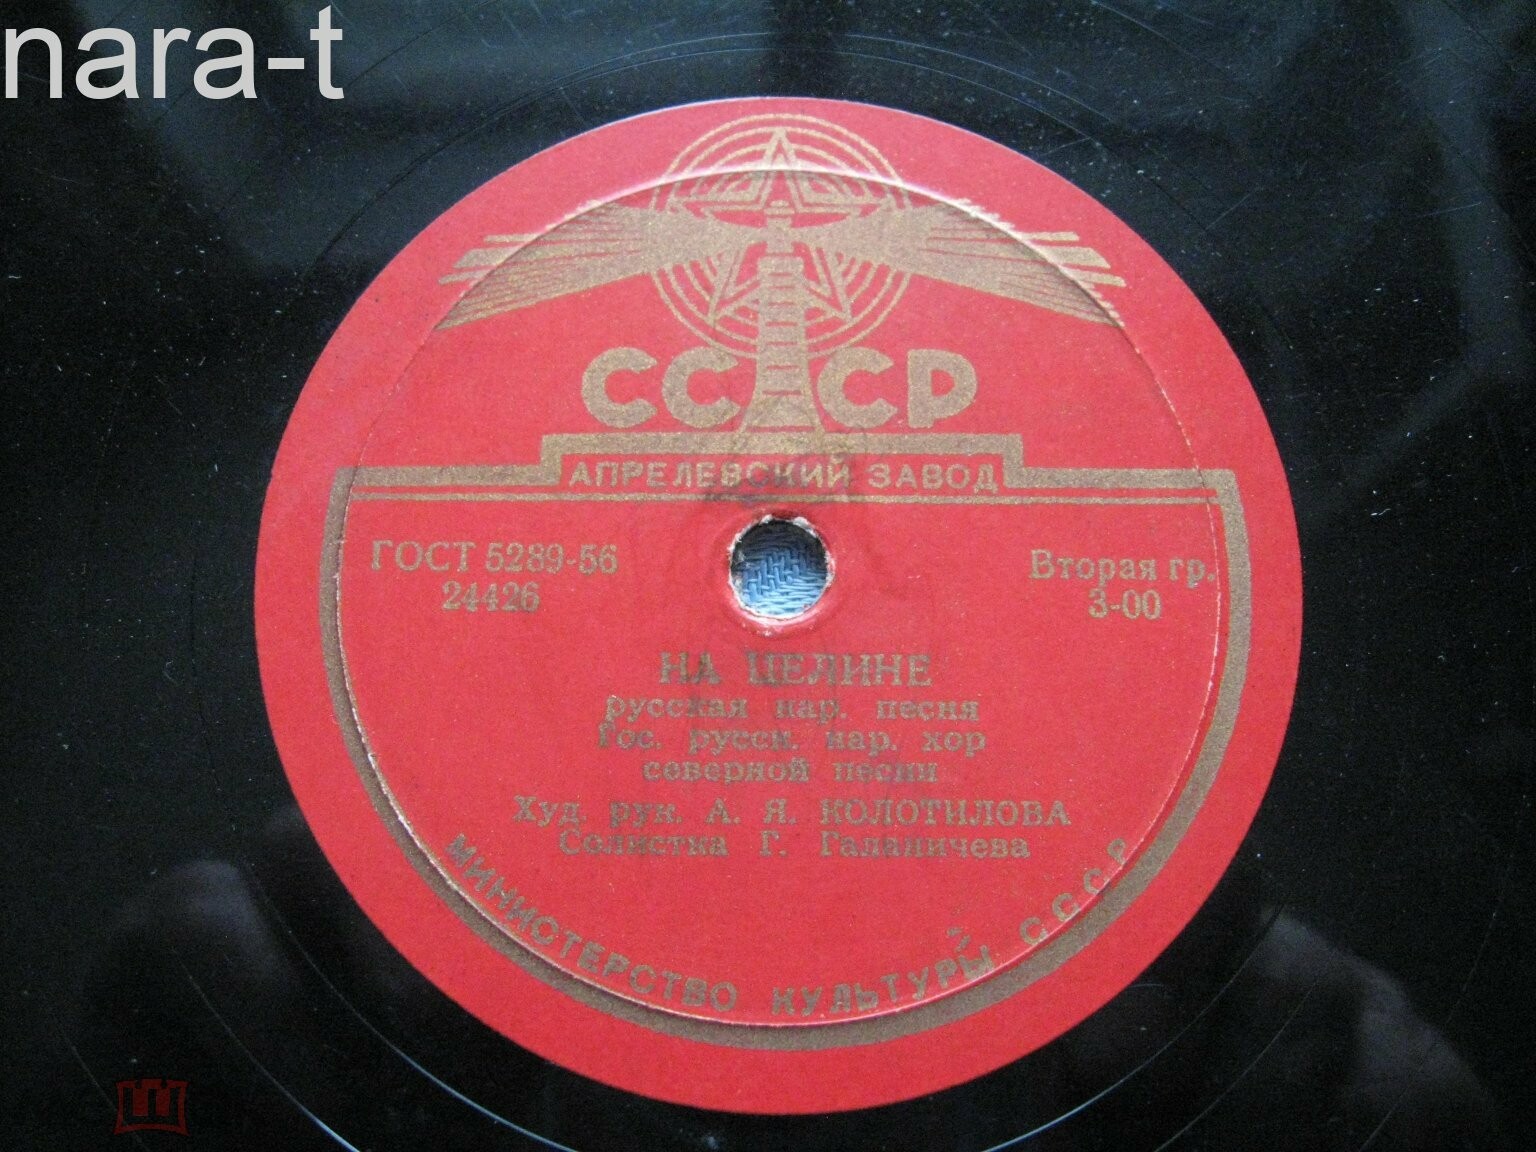 nara-t
СССР
АПРЕЛЕВСКИЙ ЗАВОД
ГОСТ 5289-56
24426
Вторая гр.
3-00
НА ЦЕЛИНЕ
русская нар. песня
Гос. русск. нар. хор
северной песни
Худ. рук. А. Я. КОЛОТИЛОВА
Солистка Г. Галаничева
МИНИСТЕРСТВО КУЛЬТУРЫ СССР